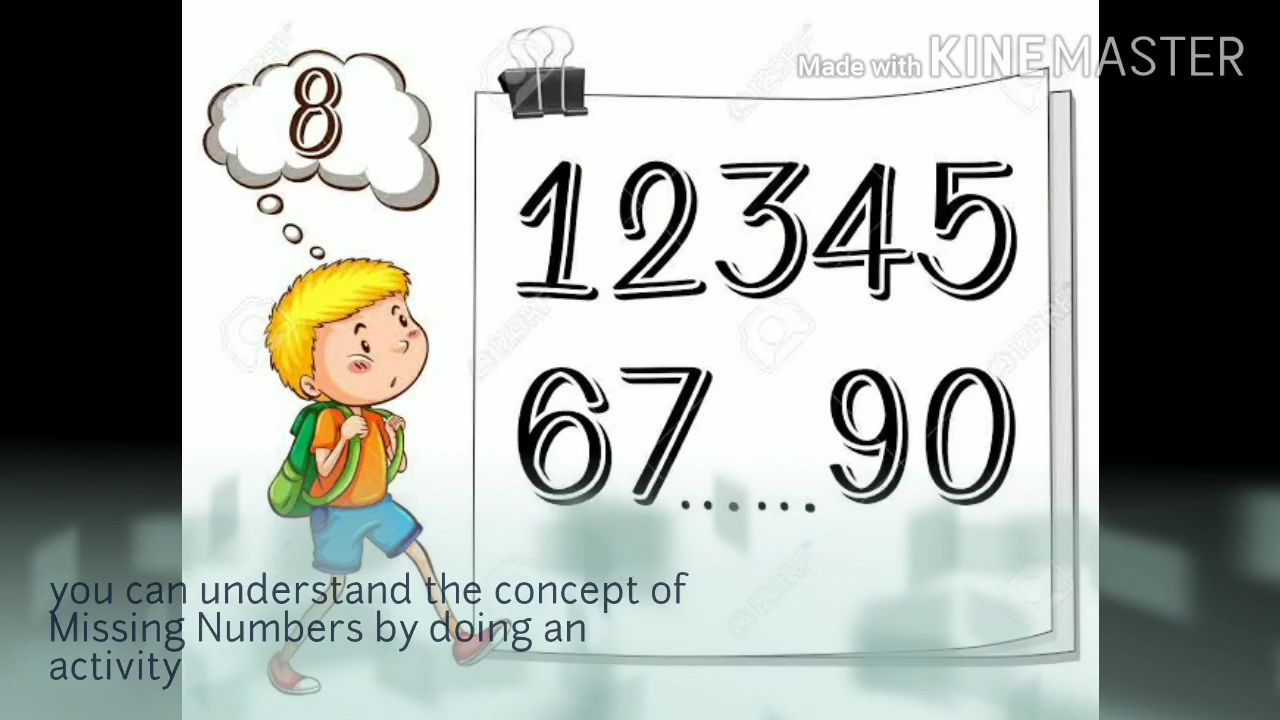 Made with KINEMASTER
8
12345
67......90
you can understand the concept of
Missing Numbers by doing an
activity